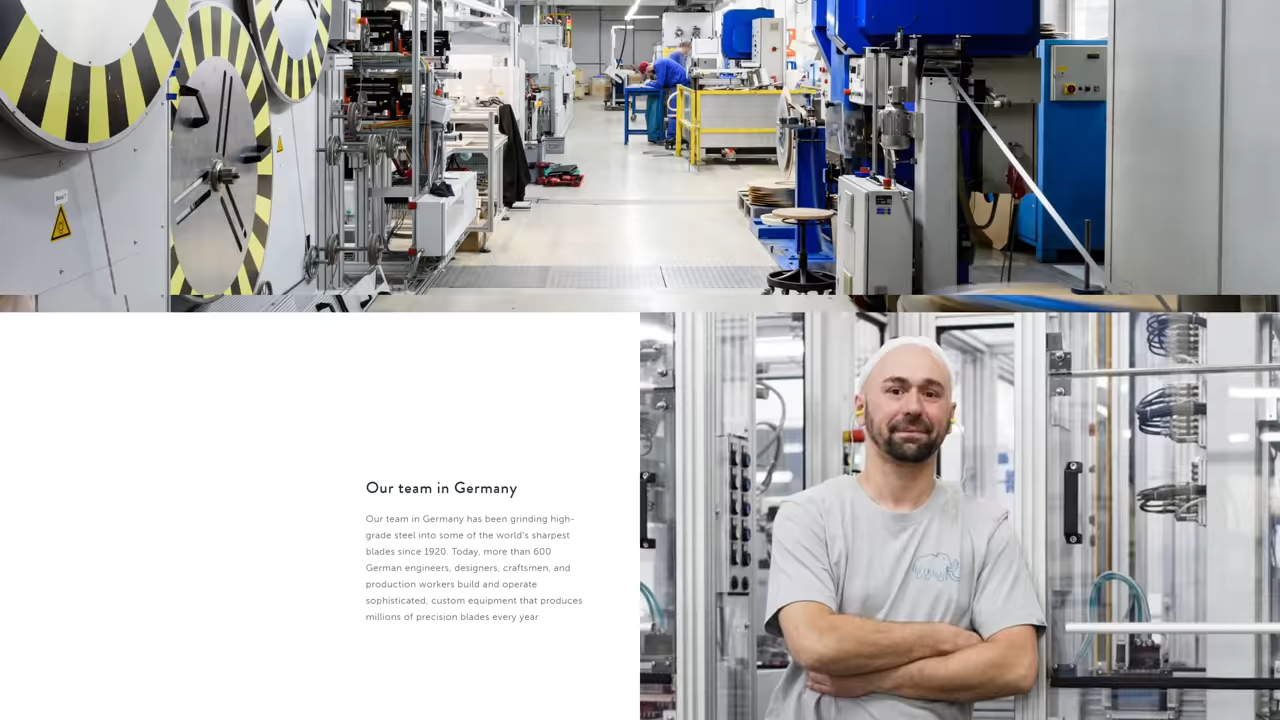 Our team in Germany
Our team in Germany has been grinding high-
grade steel into some of the world's sharpest
blades since 1920. Today, more than 600
German engineers, designers, craftsmen, and
production workers build and operate
sophisticated, custom equipment that produces
millions of precision blades every year.